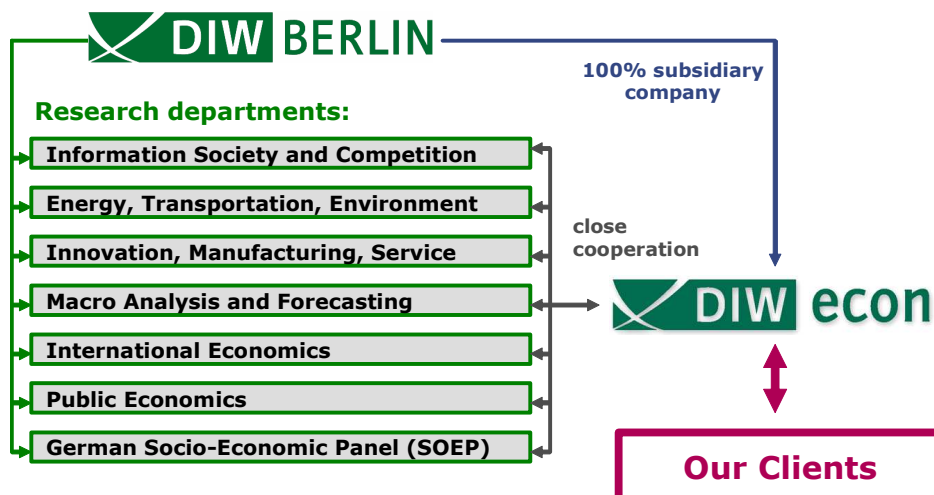 DIW BERLIN
100% subsidiary
company
Research departments:
Information Society and Competition
Energy, Transportation, Environment
Innovation, Manufacturing, Service
Macro Analysis and Forecasting
International Economics
Public Economics
German Socio-Economic Panel (SOEP)
close
cooperation
DIW econ
Our Clients